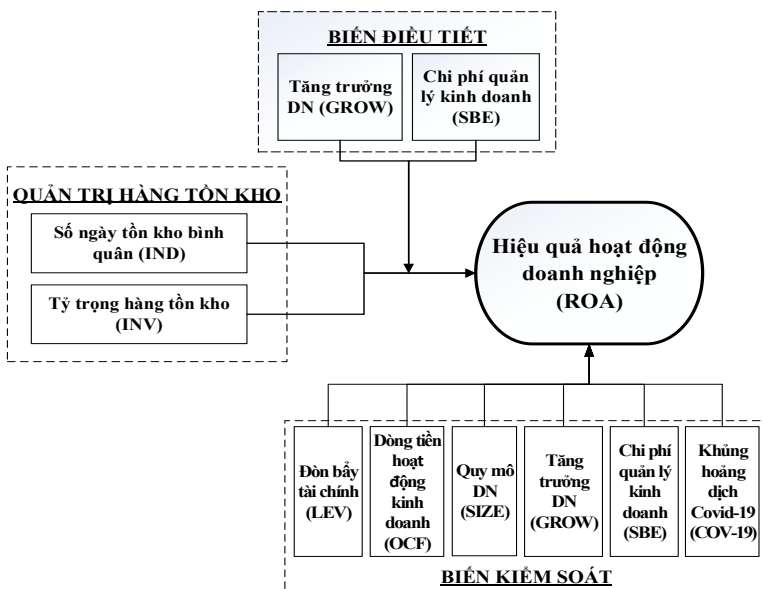 BIẾN ĐIỀU TIẾT
Tăng trưởng
DN (GROW)
Chi phí quản
lý kinh doanh
(SBE)
QUẢN TRỊ HÀNG TỒN KHO
Số ngày tồn kho bình
quân (IND)
Tỷ trọng hàng tồn kho
(INV)
Hiệu quả hoạt động
doanh nghiệp
(ROA)
Đòn bẩy
tài chính
(LEV)
Dòng tiền
hoạt
động
kinh
doanh
(OCF)
Quy mô
DN
(SIZE)
Tăng
trưởng
DN
(GROW)
Chi phí
quản lý
kinh
doanh
(SBE)
Khủng
hoảng
dịch
Covid-19
(COV-19)
BIẾN KIỂM SOÁT